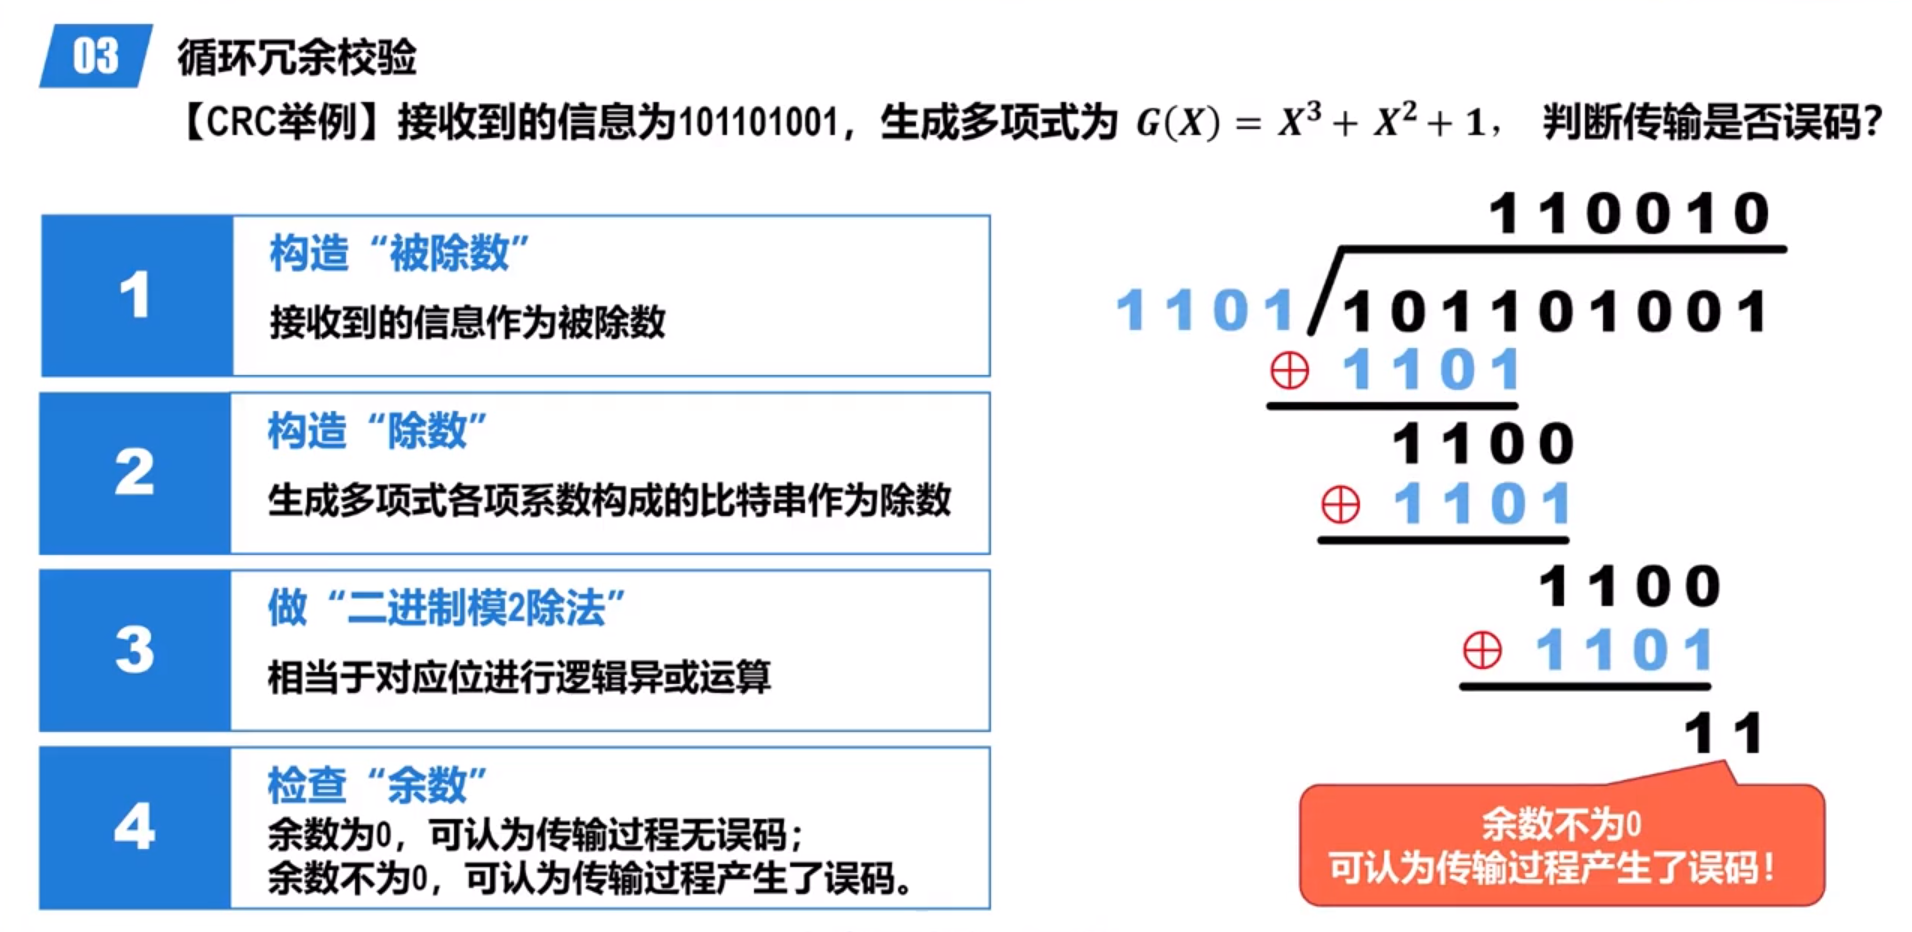 03 循环冗余校验
【CRC举例】接收到的信息为101101001，生成多项式为 G(X) = X³ + X² + 1， 判断传输是否误码？
1
构造“被除数”
接收到的信息作为被除数
2
构造“除数”
生成多项式各项系数构成的比特串作为除数
3
做“二进制模2除法”
相当于对应位进行逻辑异或运算
4
检查“余数”
余数为0，可认为传输过程无误码；
余数不为0，可认为传输过程产生了误码。
110010
1101 101101001
⊕ 1101
1100
⊕ 1101
1100
⊕ 1101
11
余数不为0
可认为传输过程产生了误码！